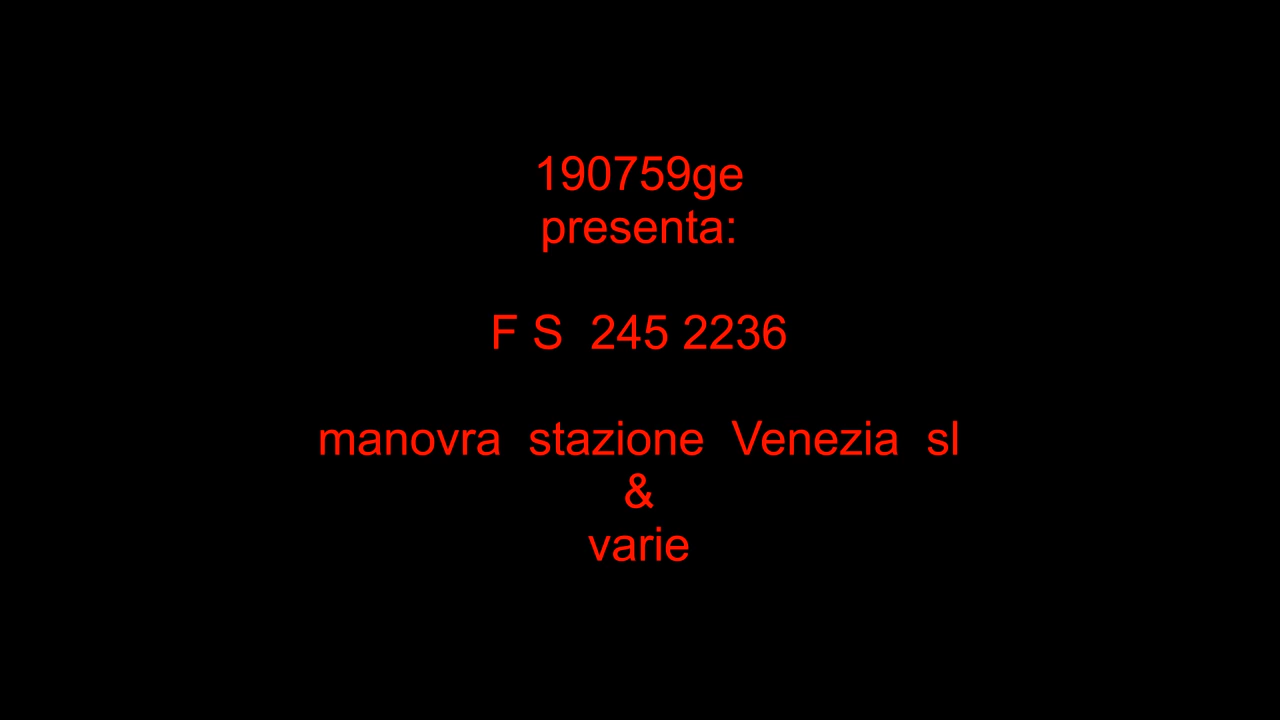 190759ge
presenta:
F S  245 2236
manovra  stazione  Venezia  sl
&
varie